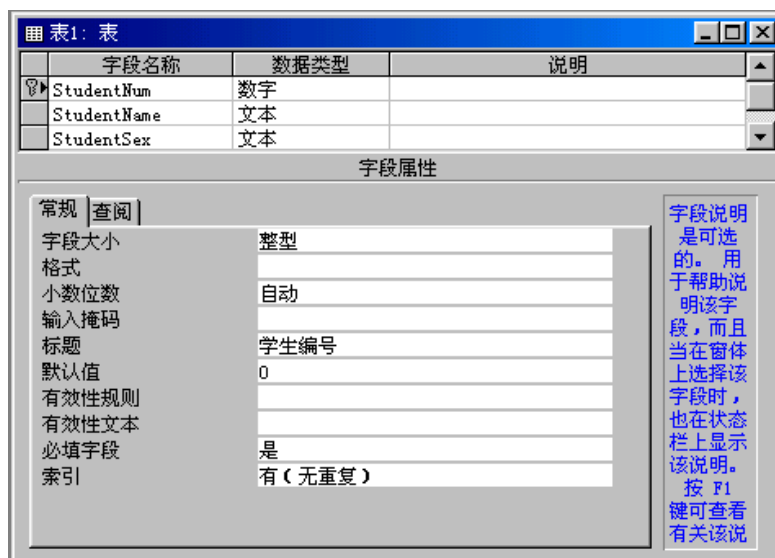 表1: 表
字段名称 数据类型 说明
StudentNum 数字
StudentName 文本
StudentSex 文本
字段属性
常规 查阅
字段大小 整型
格式
小数位数 自动
输入掩码
标题 学生编号
默认值 0
有效性规则
有效性文本
必填字段 是
索引 有(无重复)
字段说明
是可选
的。 用
于帮助说
明该字
段,而且
当在窗体
上选择该
字段时,
也在状态
栏上显示
该说明。
按 F1
键可查看
有关该说